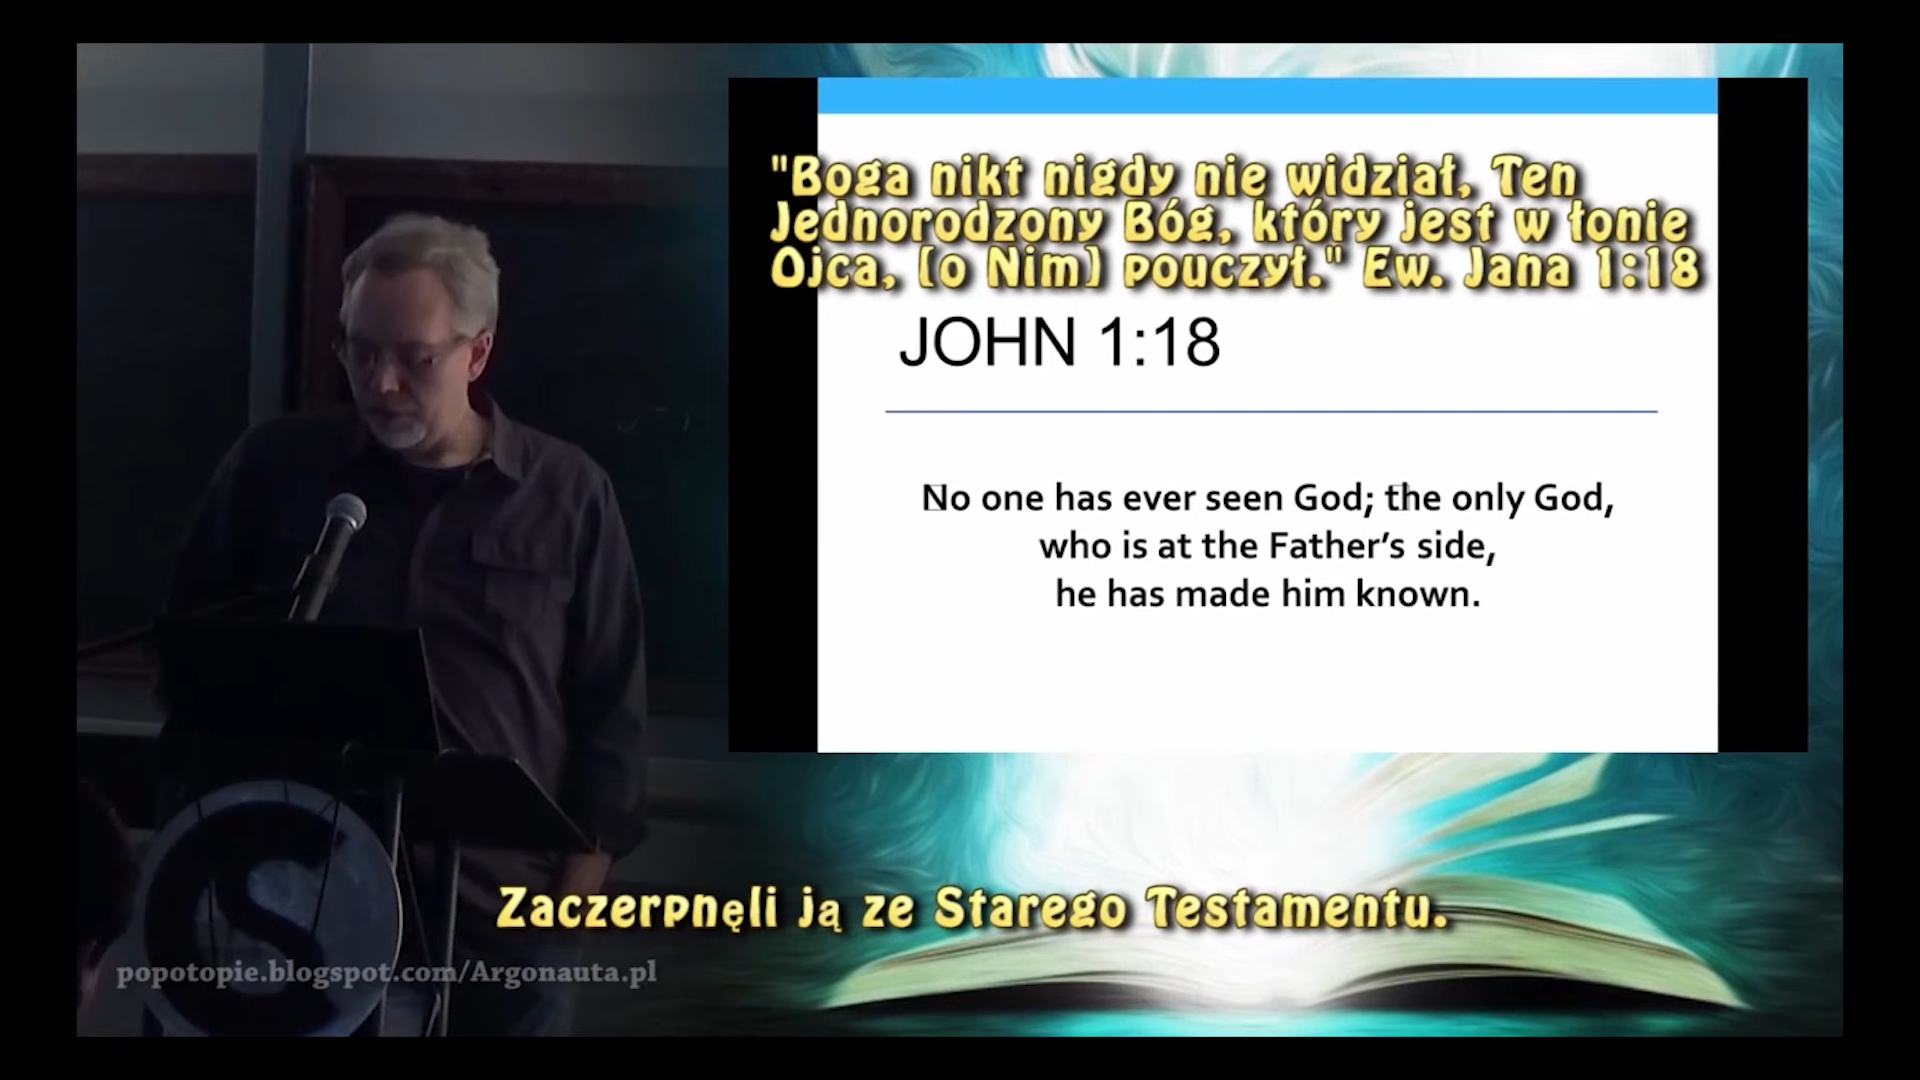 "Boga nikt nigdy nie widział, Ten
Jednorodzony Bóg, który jest w łonie
Ojca, (o Nim) pouczył." Ew. Jana 1:18
JOHN 1:18
No one has ever seen God; the only God,
who is at the Father’s side,
he has made him known.
Zaczerpnęli ją ze Starego Testamentu.
popotopie.blogspot.com/Argonauta.pl
S